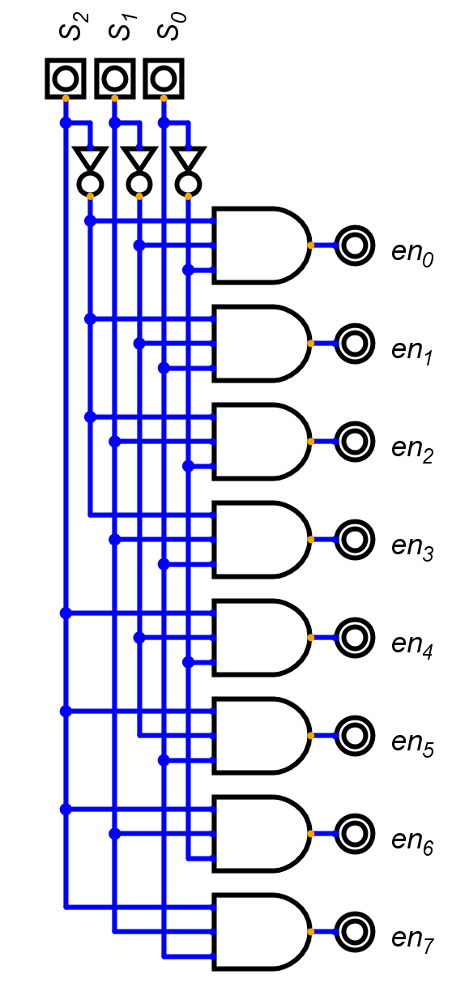 S₂ S₁ S₀
en₀
en₁
en₂
en₃
en₄
en₅
en₆
en₇